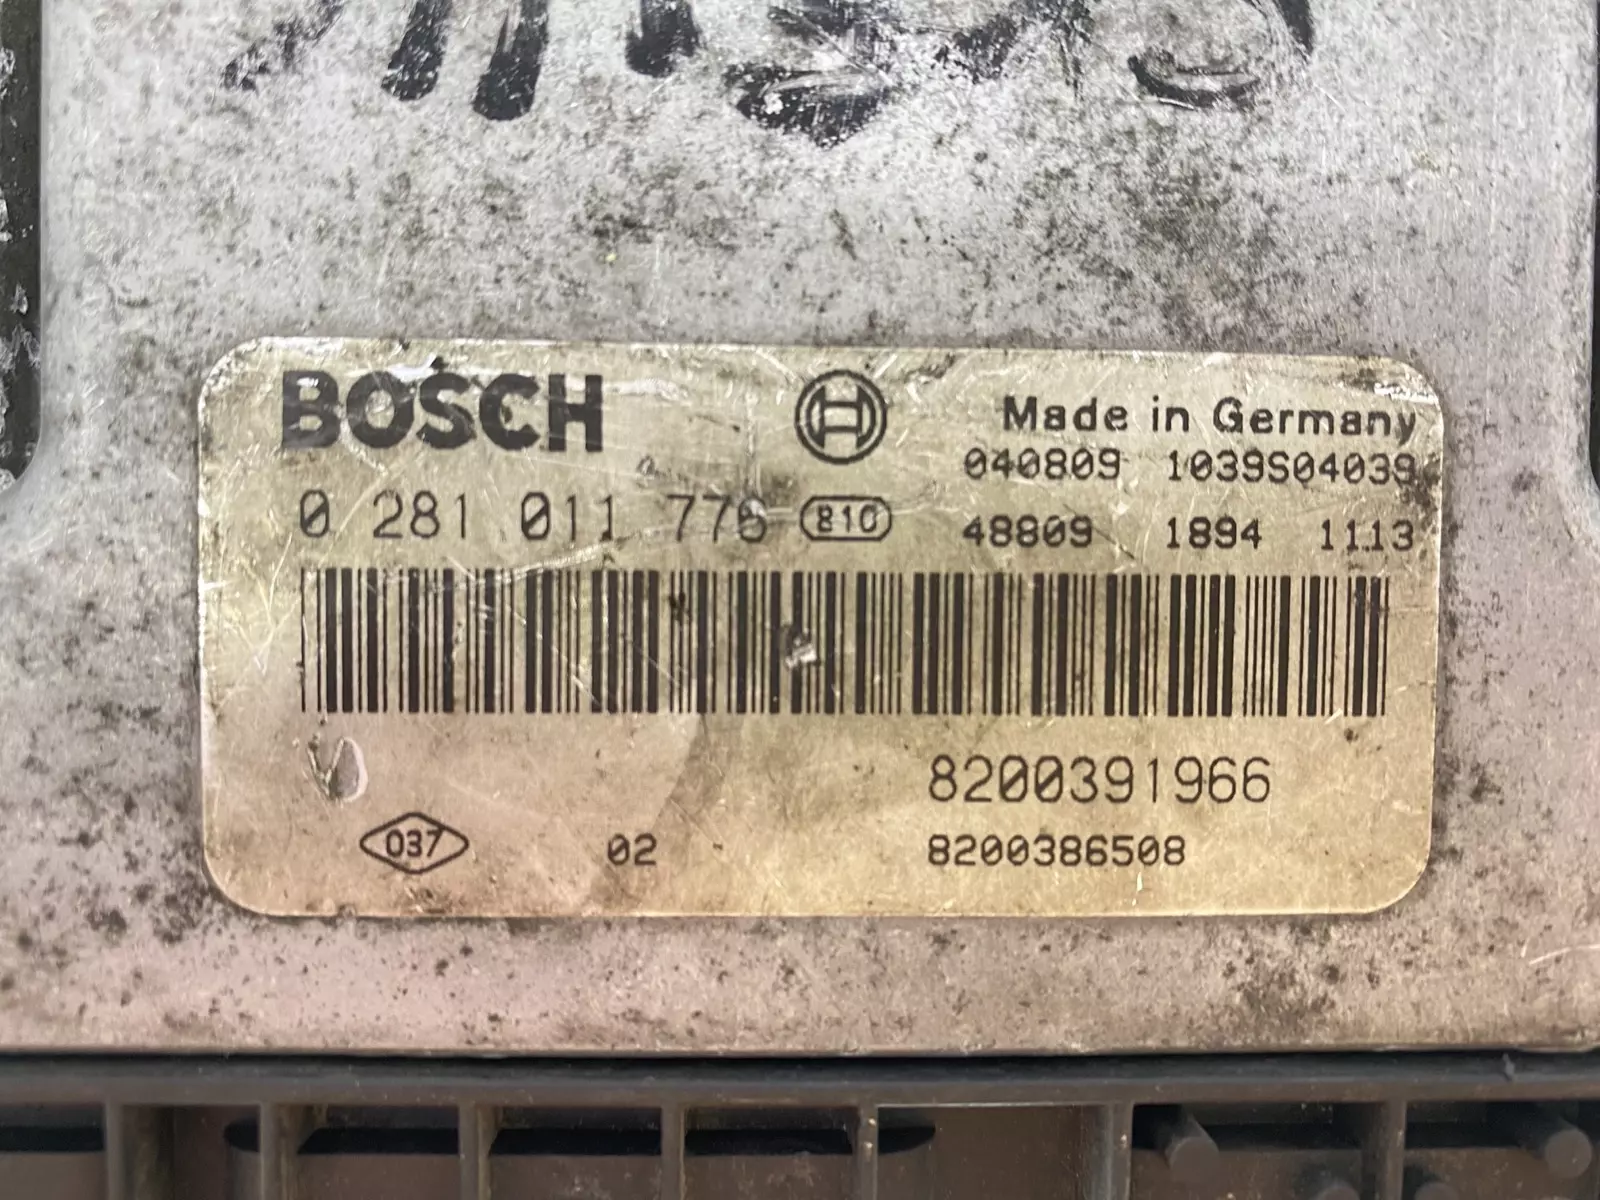 BOSCH Made in Germany
040809 1039S04039
0 281 011 776 810 48809 1894 1113
8200391966
037 02 8200386508